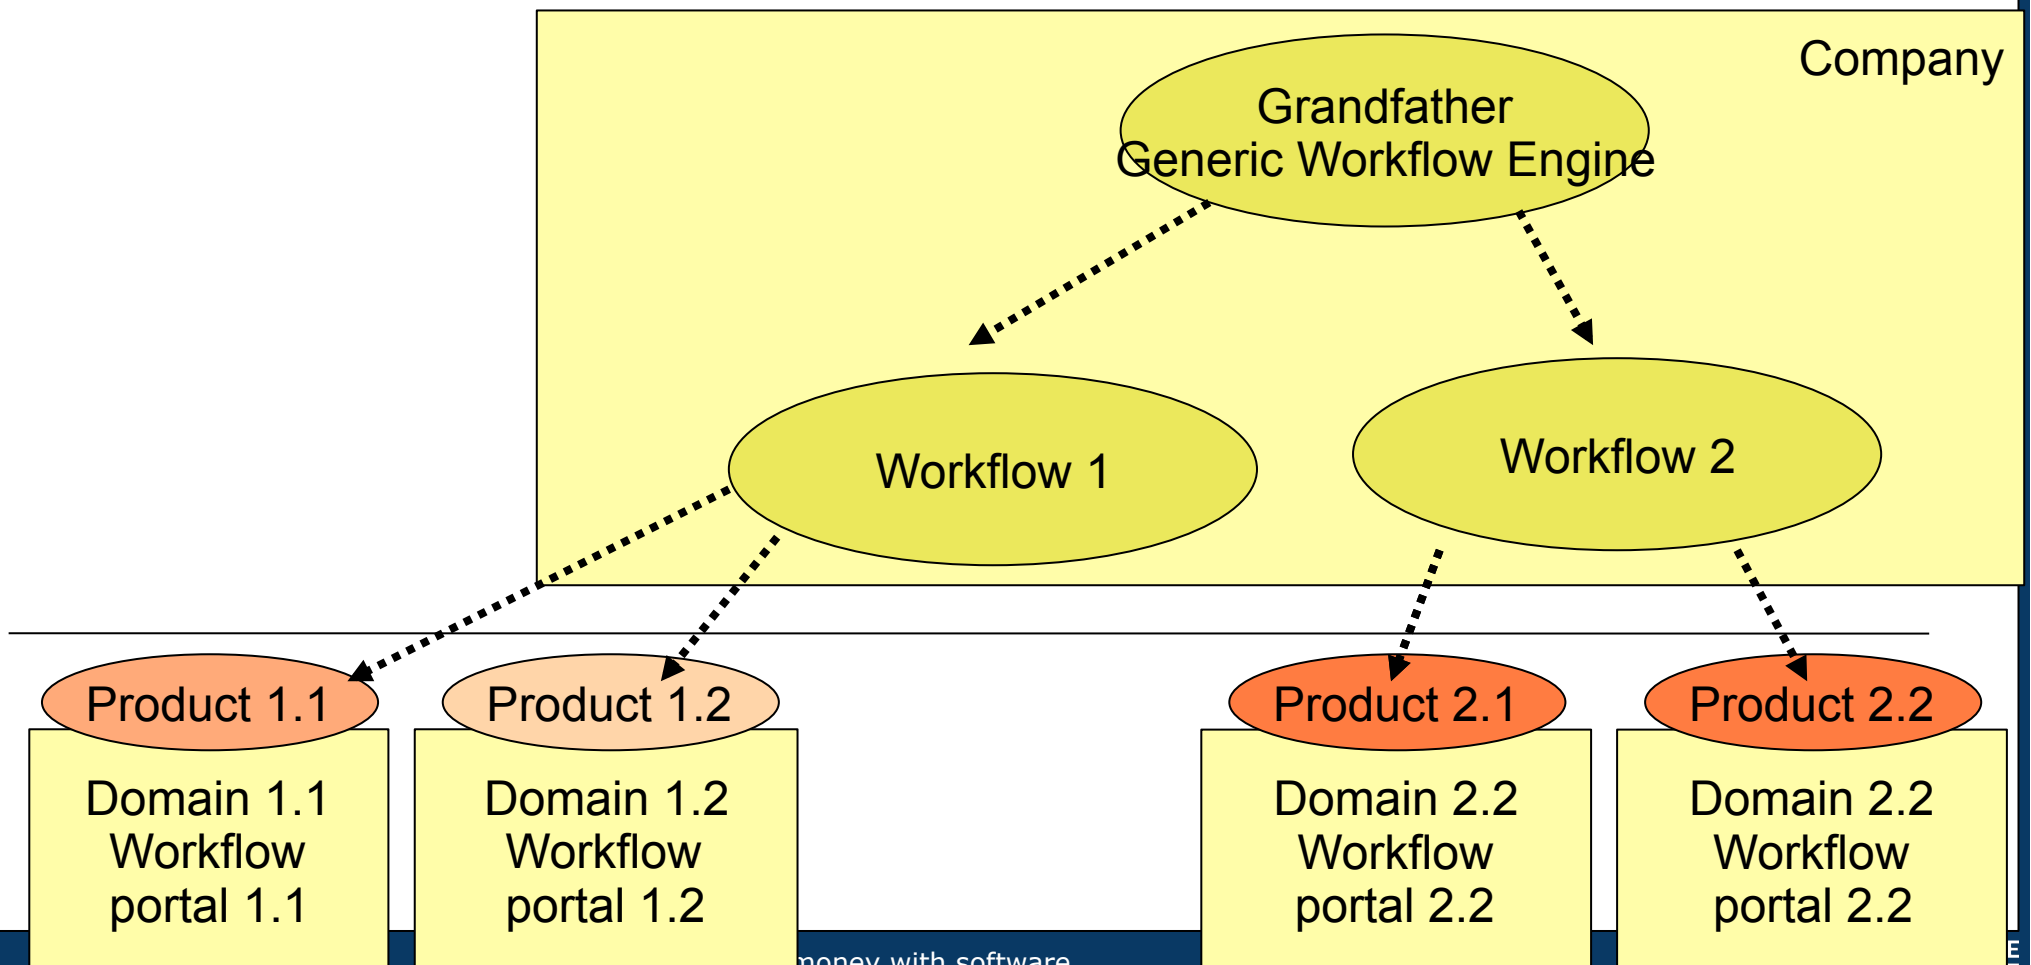 Company
Grandfather
Generic Workflow Engine
Workflow 1
Workflow 2
Product 1.1
Product 1.2
Product 2.1
Product 2.2
Domain 1.1
Workflow
portal 1.1
Domain 1.2
Workflow
portal 1.2
Domain 2.2
Workflow
portal 2.2
Domain 2.2
Workflow
portal 2.2
money with software
E